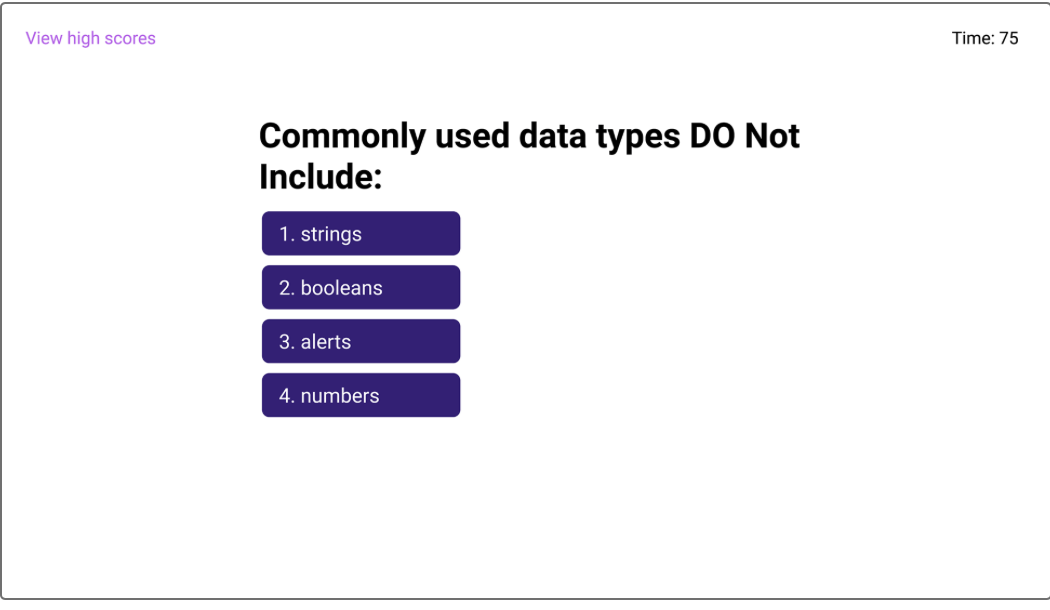 View high scores
Time: 75
Commonly used data types DO Not
Include:
1. strings
2. booleans
3. alerts
4. numbers